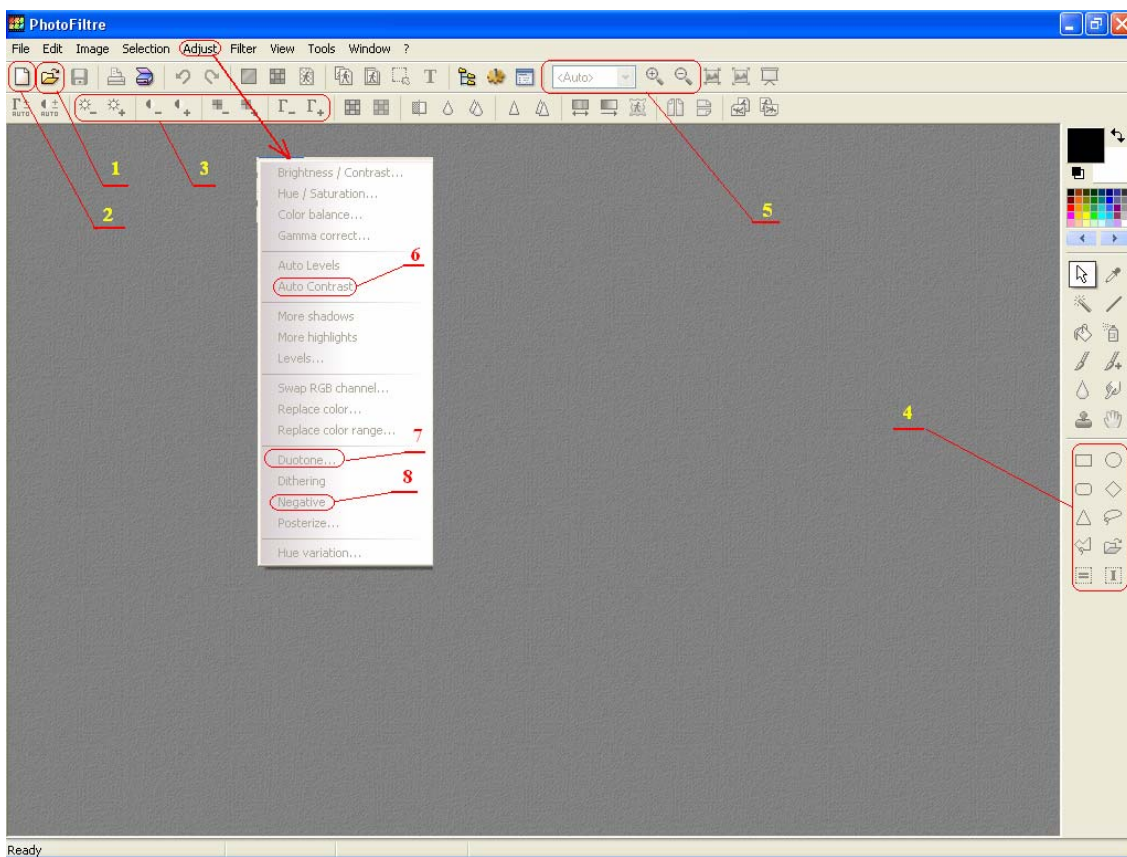 PhotoFiltre
File Edit Image Selection Adjust Filter View Tools Window ?
T <Auto>
Γ± AUTO ± AUTO Γ- Γ+
1
2
3
4
5
Brightness / Contrast...
Hue / Saturation...
Color balance...
Gamma correct...
6
Auto Levels
Auto Contrast
More shadows
More highlights
Levels...
Swap RGB channel...
Replace color...
Replace color range...
7
Duotone...
Dithering
8
Negative
Posterize...
Hue variation...
Ready